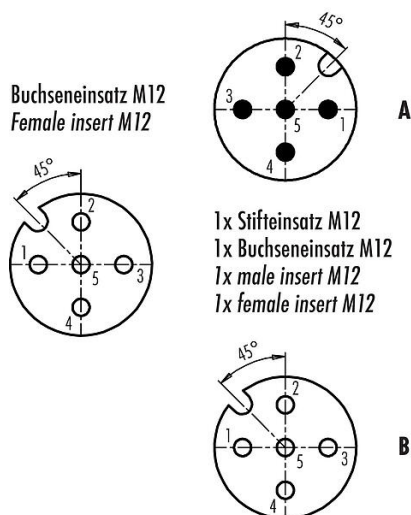 Buchseneinsatz M12
Female insert M12
45°
2
1
5
3
4
45°
2
3
5
1
4
A
1x Stifteinsatz M12
1x Buchseneinsatz M12
1x male insert M12
1x female insert M12
45°
2
1
5
3
4
B